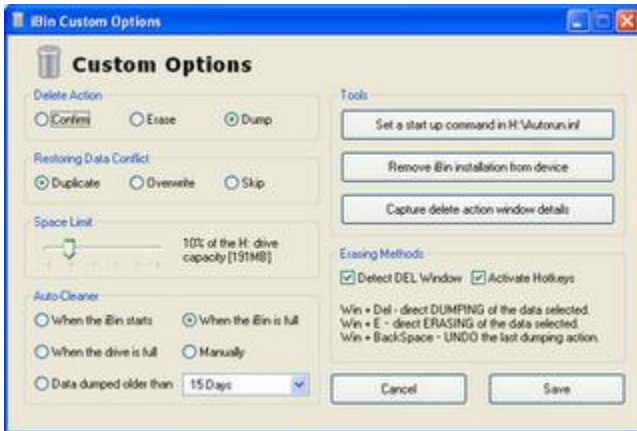 iBin Custom Options
Custom Options
Delete Action
Confirm
Erase
Dump
Restoring Data Conflict
Duplicate
Overwrite
Skip
Space Limit
10% of the H: drive
capacity [191MB]
Auto Cleaner
When the iBin starts
When the iBin is full
When the drive is full
Manually
Data dumped older than
15 Days
Tools
Set a start up command in H:\Autorun.inf
Remove iBin installation from device
Capture delete action window details
Erasing Methods
Detect DEL Window
Activate Hotkeys
Win + Del - direct DUMPING of the data selected.
Win + E - direct ERASING of the data selected.
Win + BackSpace - UNDO the last dumping action.
Cancel
Save